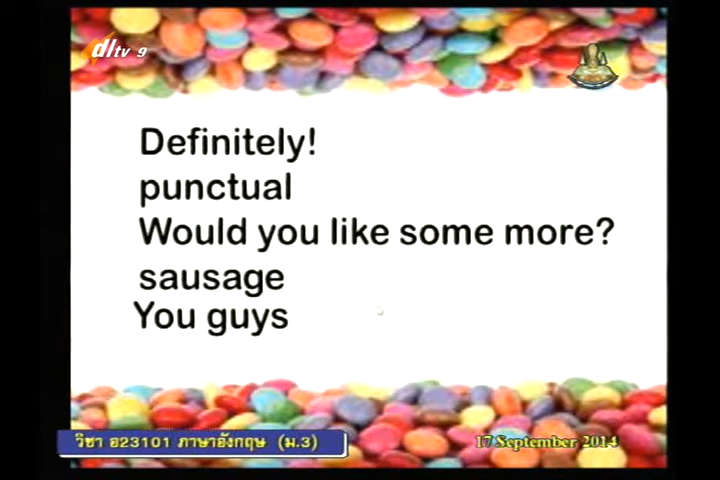 dltv 9
Definitely!
punctual
Would you like some more?
sausage
You guys
วิชา อ23101 ภาษาอังกฤษ (ม.3)
17 September 2014